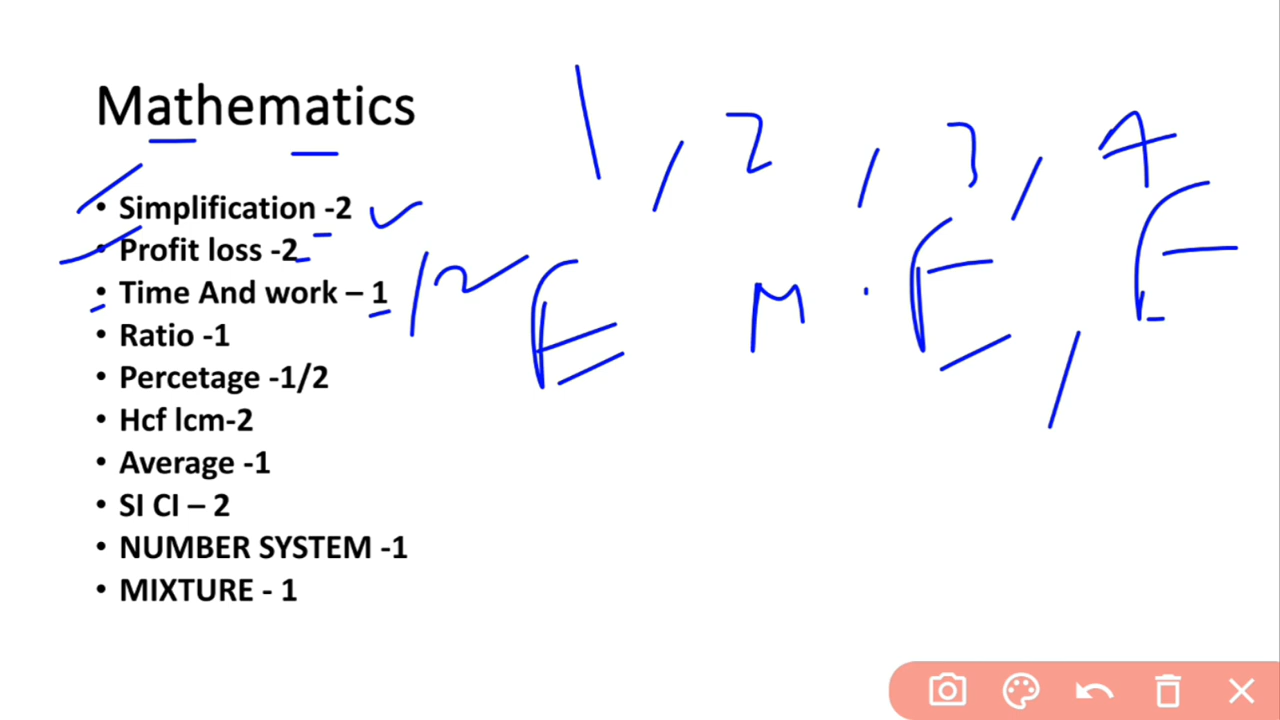 Mathematics
1 , 2 , 3 , 4
• Simplification -2
• Profit loss -2
• Time And work – 1 /2
E M . E , E
• Ratio -1
• Percetage -1/2
• Hcf lcm-2
• Average -1
• SI CI – 2
• NUMBER SYSTEM -1
• MIXTURE - 1